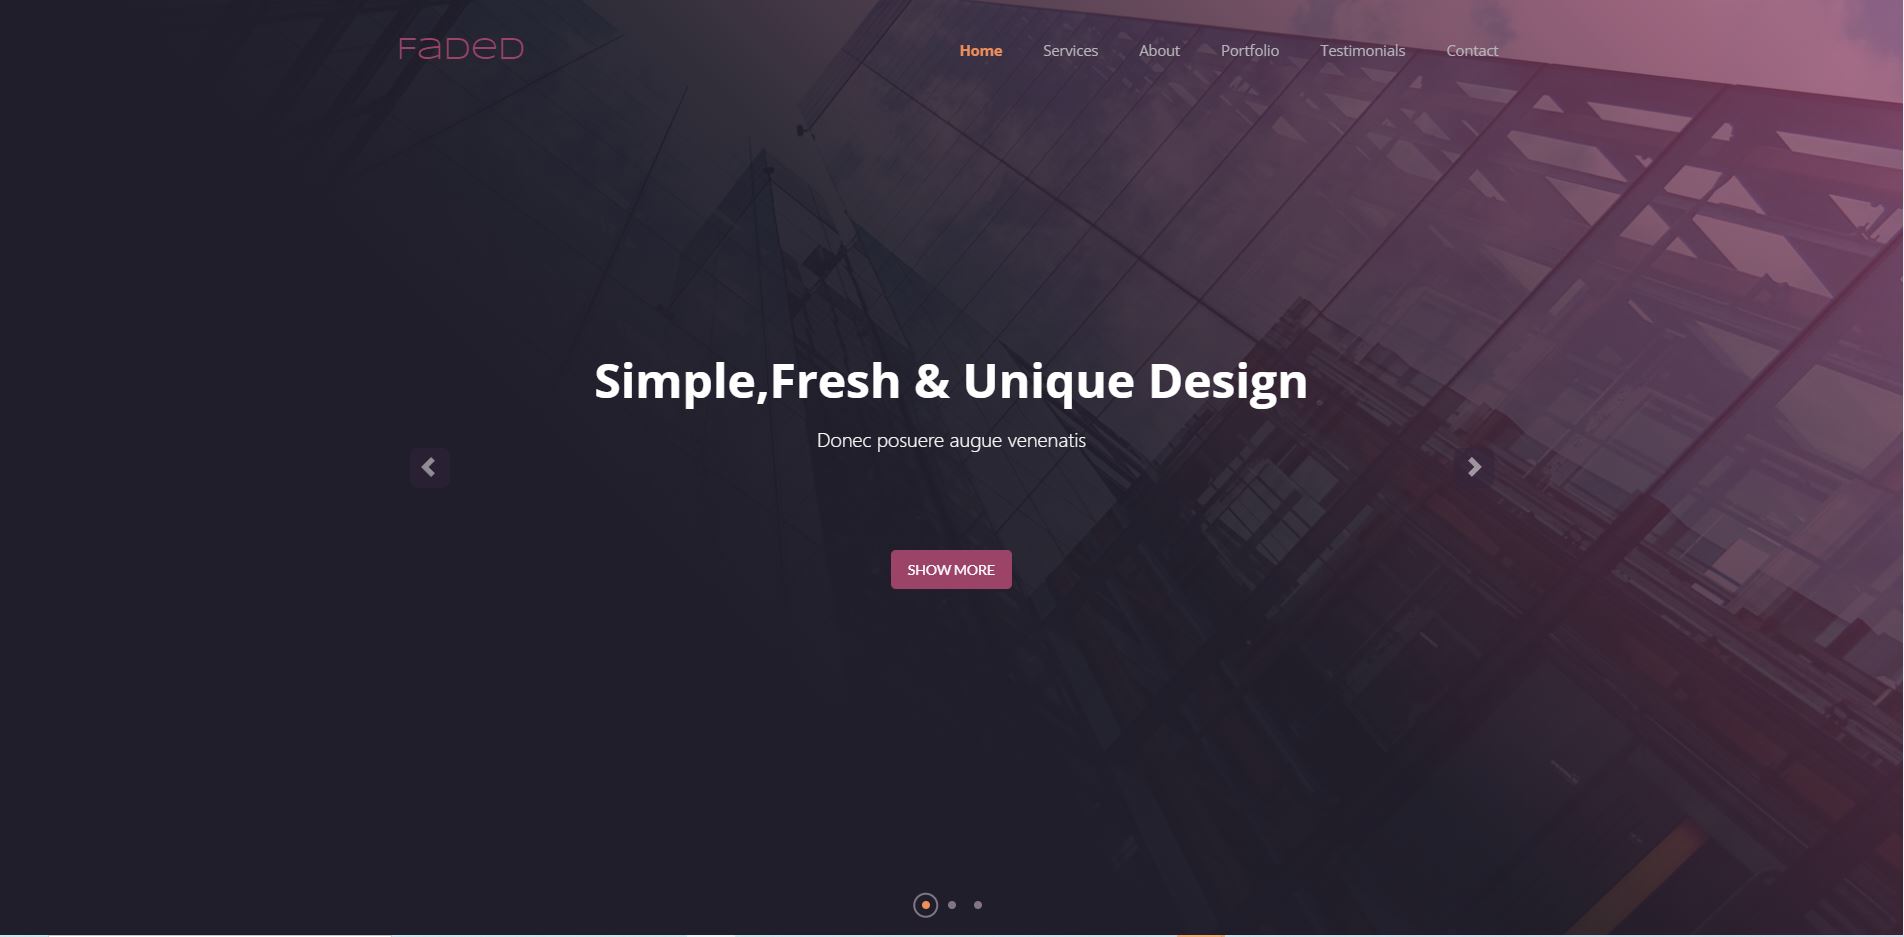 FaDeD
Home Services About Portfolio Testimonials Contact
Simple,Fresh & Unique Design
Donec posuere augue venenatis
SHOW MORE